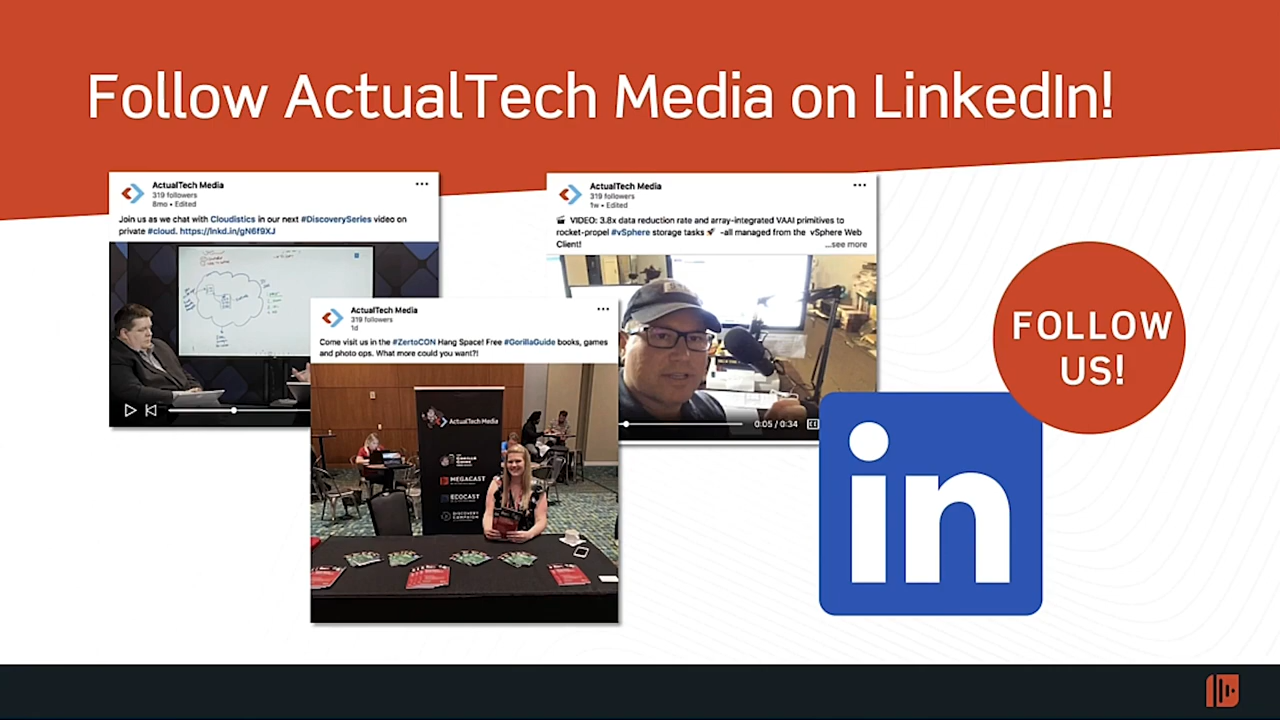 Follow ActualTech Media on LinkedIn!
ActualTech Media
319 followers
8mo • Edited
Join us as we chat with Cloudistics in our next #DiscoverySeries video on
private #cloud. https://lnkd.in/gN6f9XJ
ActualTech Media
319 followers
1w • Edited
VIDEO: 3.8x data reduction rate and array-integrated VAAI primitives to
rocket-propel #vSphere storage tasks -all managed from the vSphere Web
Client!
...see more
0:05 / 0:34
ActualTech Media
319 followers
1d
Come visit us in the #ZertoCON Hang Space! Free #GorillaGuide books, games
and photo ops. What more could you want?!
ActualTech Media
MEGACAST
ECOCAST
FOLLOW
US!
in